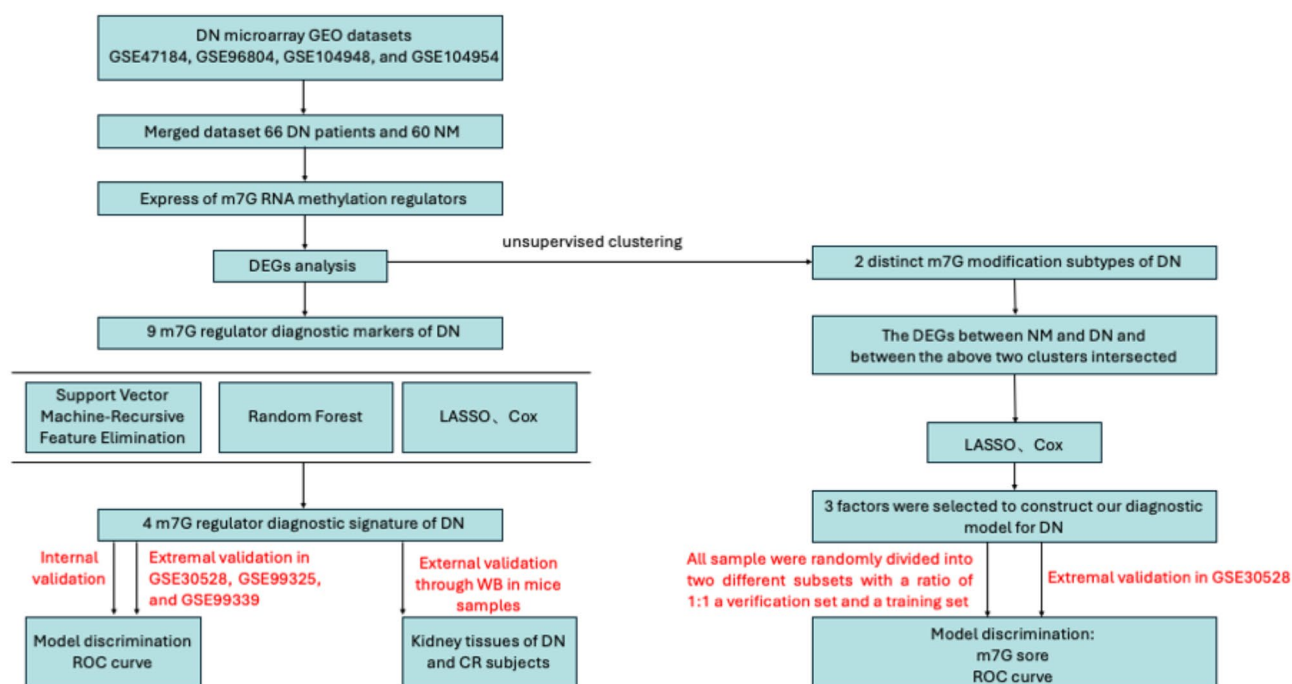 DN microarray GEO datasets
GSE47184, GSE96804, GSE104948, and GSE104954
Merged dataset 66 DN patients and 60 NM
Express of m7G RNA methylation regulators
DEGs analysis
unsupervised clustering
2 distinct m7G modification subtypes of DN
9 m7G regulator diagnostic markers of DN
The DEGs between NM and DN and
between the above two clusters intersected
Support Vector
Machine-Recursive
Feature Elimination
Random Forest
LASSO、Cox
LASSO、Cox
4 m7G regulator diagnostic signature of DN
3 factors were selected to construct our diagnostic
model for DN
Internal
validation
Extremal validation in
GSE30528, GSE99325,
and GSE99339
External validation
through WB in mice
samples
All sample were randomly divided into
two different subsets with a ratio of
1:1 a verification set and a training set
Extremal validation in GSE30528
Model discrimination
ROC curve
Kidney tissues of DN
and CR subjects
Model discrimination:
m7G sore
ROC curve